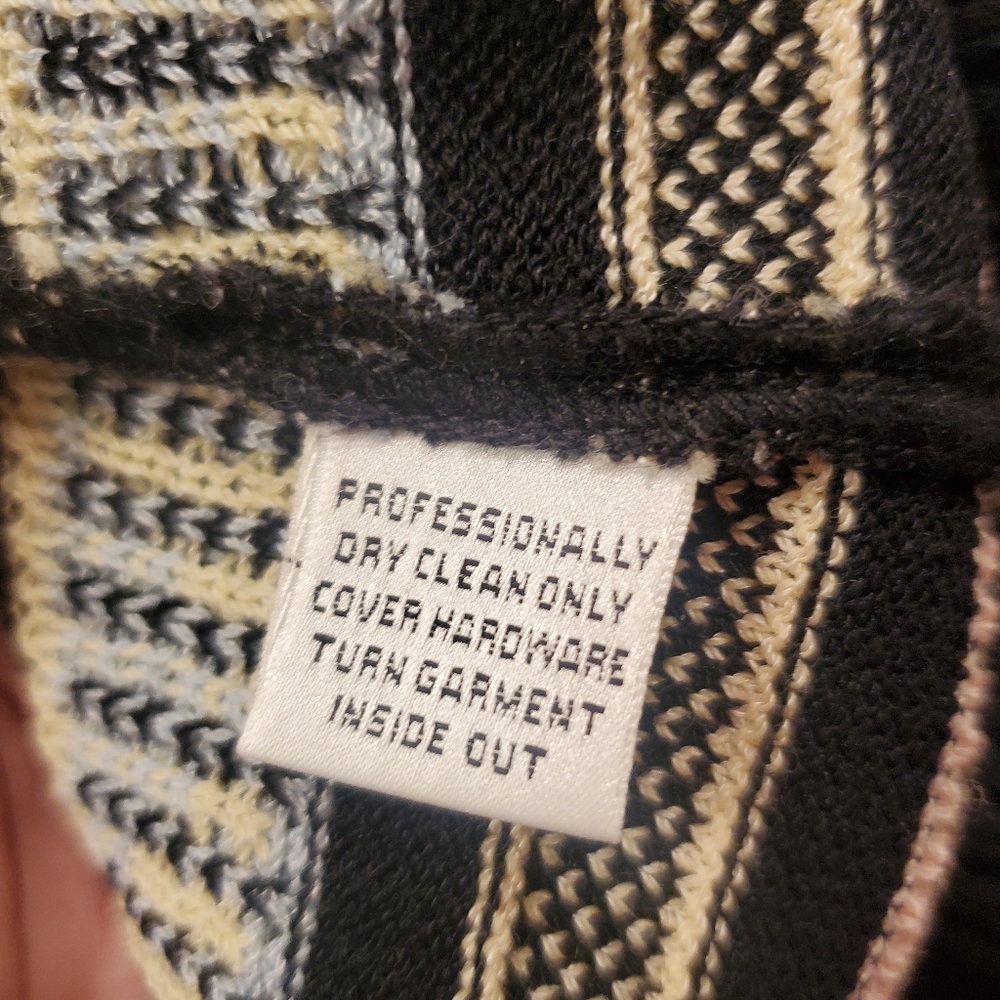 PROFESSIONALLY
DRY CLEAN ONLY
COVER HARDWARE
TURN GARMENT
INSIDE OUT